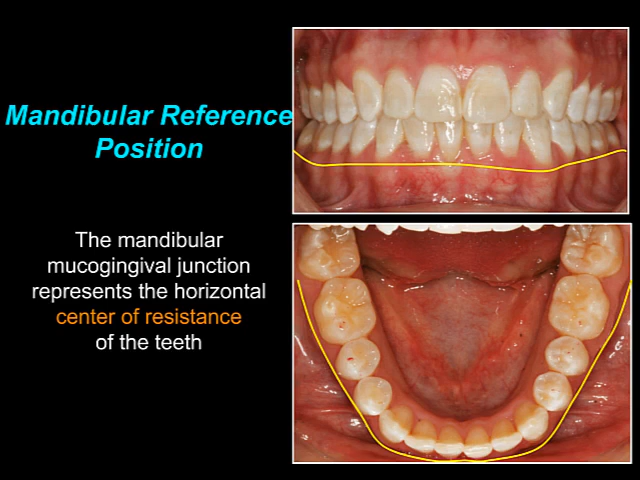 Mandibular Reference
Position
The mandibular
mucogingival junction
represents the horizontal
center of resistance
of the teeth